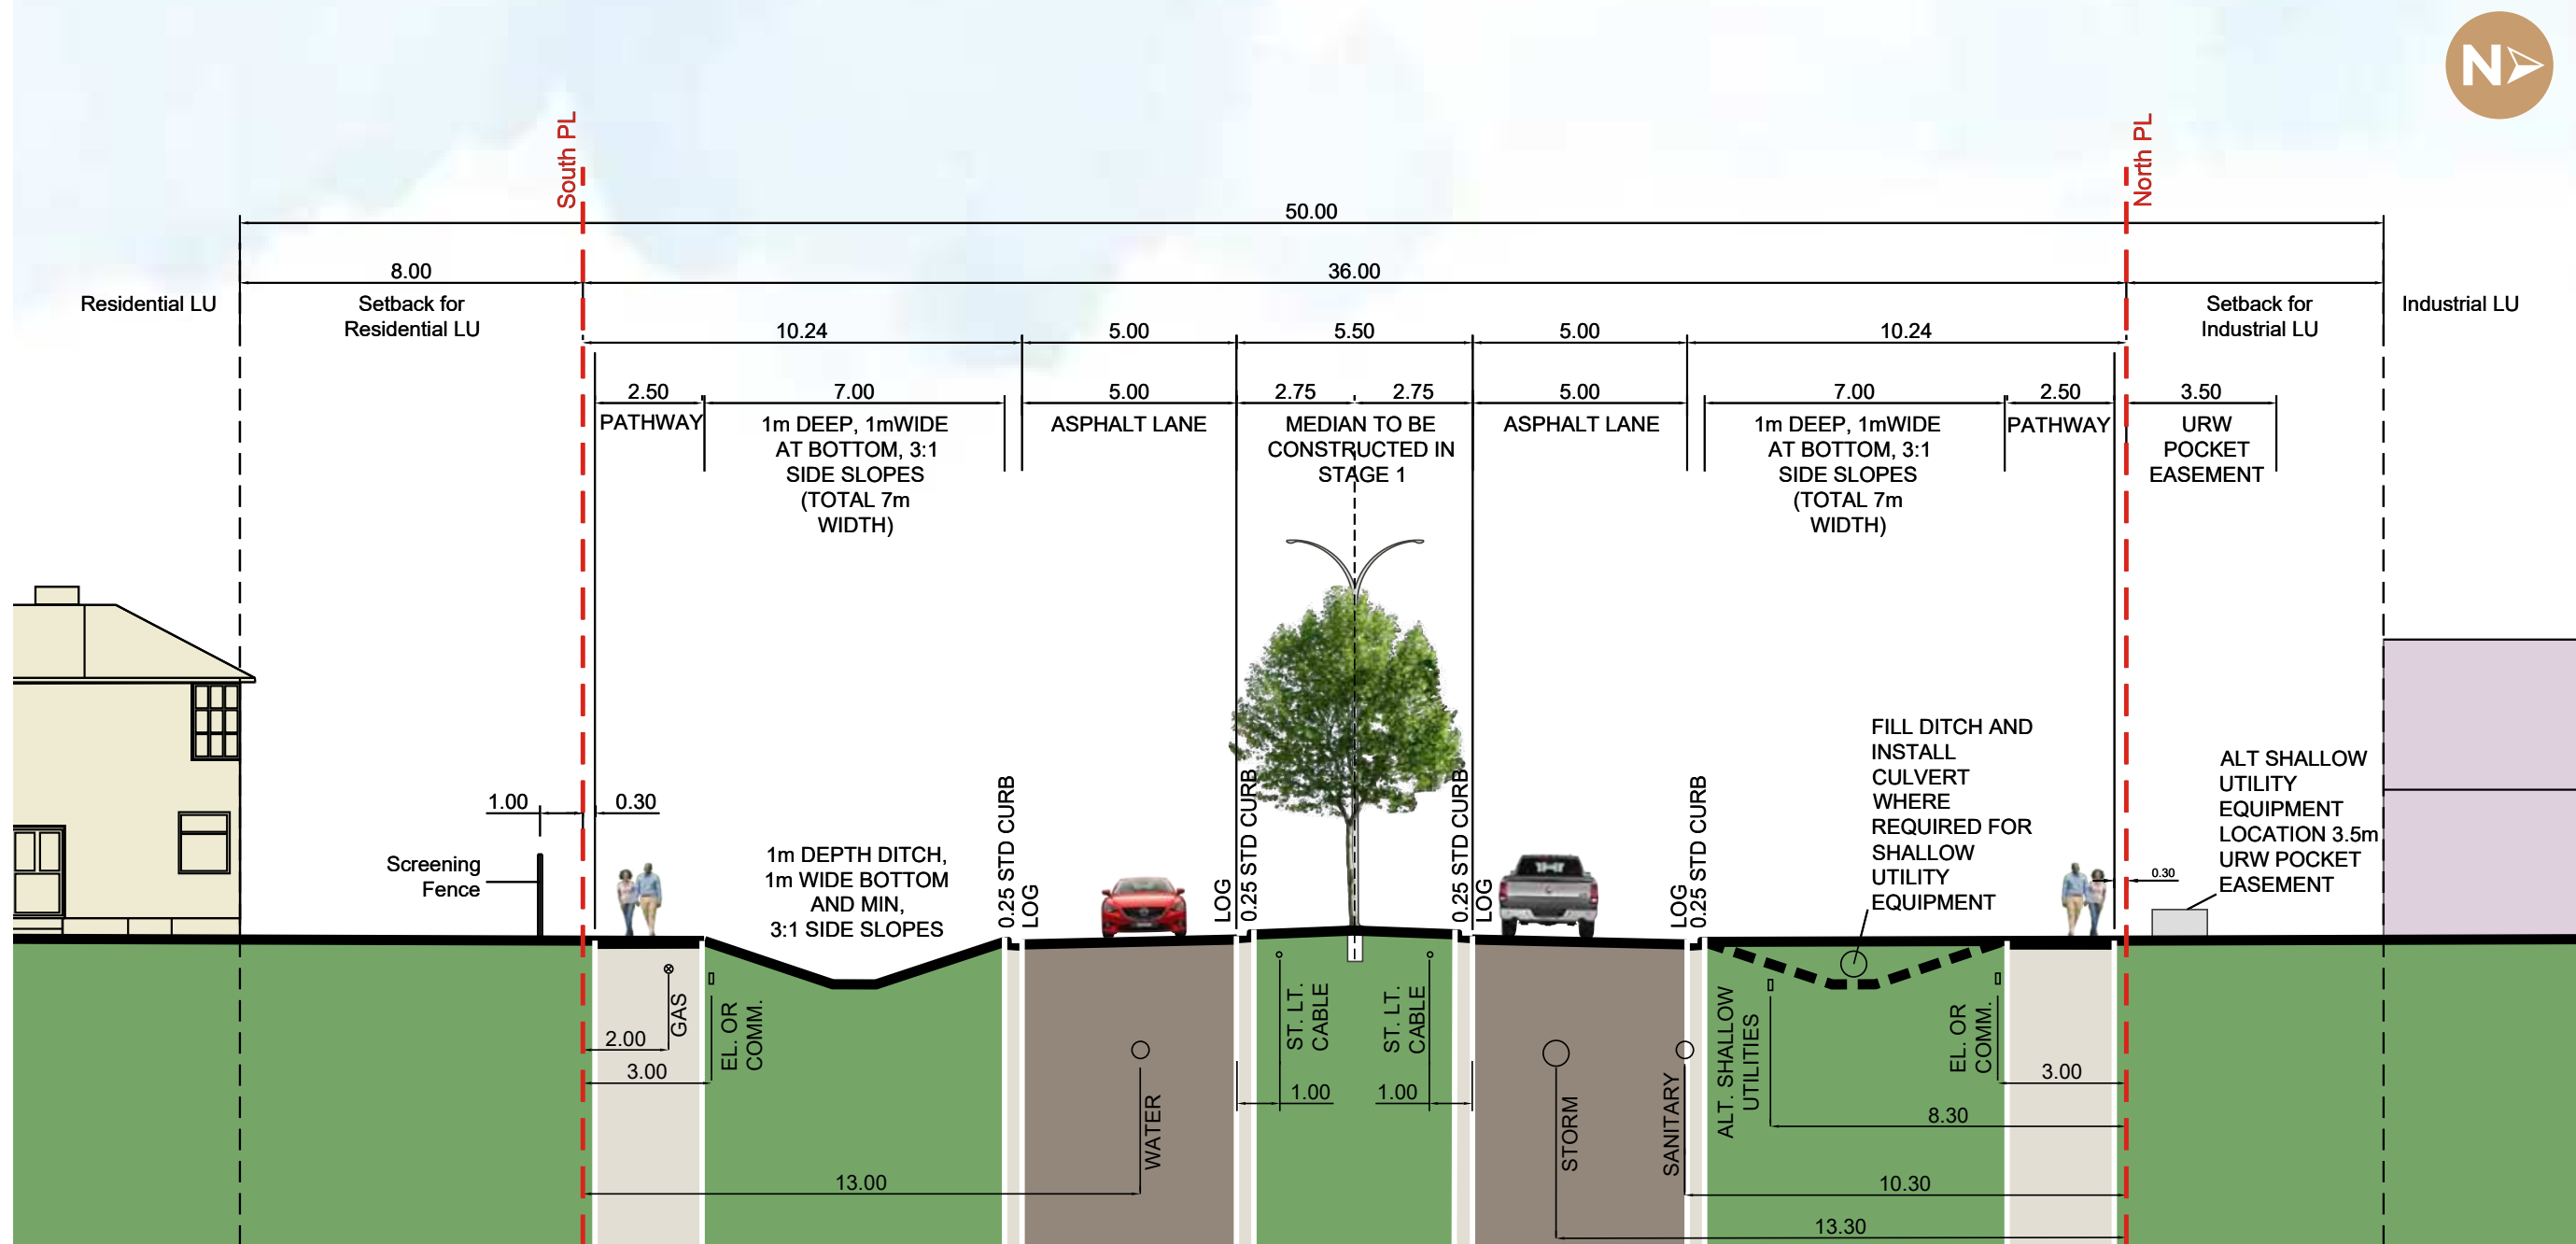 N
South PL
North PL
50.00
8.00
36.00
Residential LU
Setback for
Residential LU
Setback for
Industrial LU
Industrial LU
10.24
5.00
5.50
5.00
10.24
2.50
7.00
5.00
2.75
2.75
5.00
7.00
2.50
3.50
PATHWAY
1m DEEP, 1mWIDE
AT BOTTOM, 3:1
SIDE SLOPES
(TOTAL 7m
WIDTH)
ASPHALT LANE
MEDIAN TO BE
CONSTRUCTED IN
STAGE 1
ASPHALT LANE
1m DEEP, 1mWIDE
AT BOTTOM, 3:1
SIDE SLOPES
(TOTAL 7m
WIDTH)
PATHWAY
URW
POCKET
EASEMENT
1.00
0.30
Screening
Fence
1m DEPTH DITCH,
1m WIDE BOTTOM
AND MIN,
3:1 SIDE SLOPES
0.25 STD CURB
LOG
LOG
0.25 STD CURB
0.25 STD CURB
LOG
LOG
0.25 STD CURB
FILL DITCH AND
INSTALL
CULVERT
WHERE
REQUIRED FOR
SHALLOW
UTILITY
EQUIPMENT
0.30
ALT SHALLOW
UTILITY
EQUIPMENT
LOCATION 3.5m
URW POCKET
EASEMENT
GAS
2.00
3.00
EL. OR
COMM.
WATER
13.00
ST. LT.
CABLE
1.00
ST. LT.
CABLE
1.00
STORM
SANITARY
ALT. SHALLOW
UTILITIES
EL. OR
COMM.
3.00
8.30
10.30
13.30